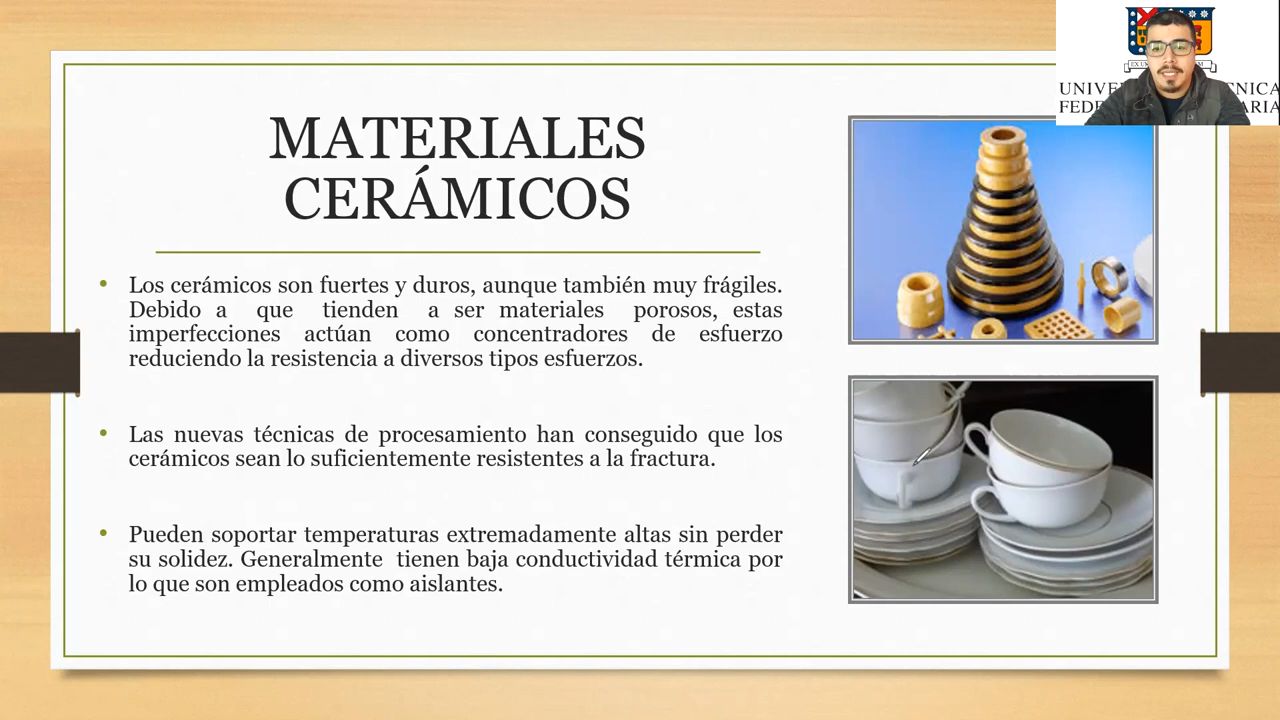 MATERIALES
CERÁMICOS
• Los cerámicos son fuertes y duros, aunque también muy frágiles.
Debido a que tienden a ser materiales porosos, estas
imperfecciones actúan como concentradores de esfuerzo
reduciendo la resistencia a diversos tipos esfuerzos.
• Las nuevas técnicas de procesamiento han conseguido que los
cerámicos sean lo suficientemente resistentes a la fractura.
• Pueden soportar temperaturas extremadamente altas sin perder
su solidez. Generalmente tienen baja conductividad térmica por
lo que son empleados como aislantes.